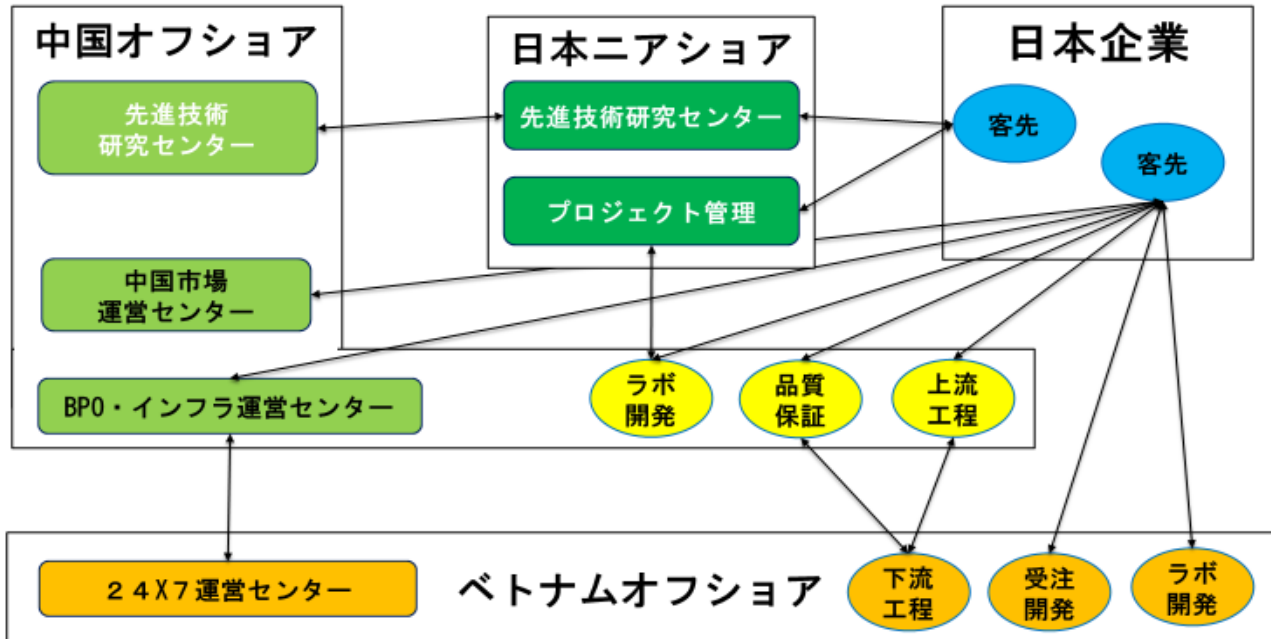 中国オフショア
先進技術
研究センター
中国市場
運営センター
BPO・インフラ運営センター
日本ニアショア
先進技術研究センター
プロジェクト管理
日本企業
客先
客先
ラボ
開発
品質
保証
上流
工程
２４X７運営センター
ベトナムオフショア
下流
工程
受注
開発
ラボ
開発